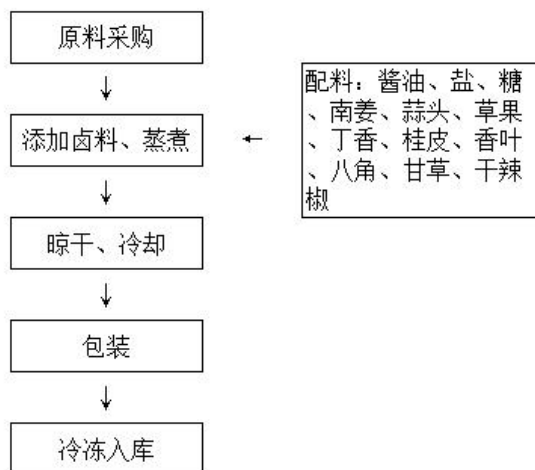 原料采购
添加卤料、蒸煮
配料：酱油、盐、糖
、南姜、蒜头、草果
、丁香、桂皮、香叶
、八角、甘草、干辣
椒
晾干、冷却
包装
冷冻入库